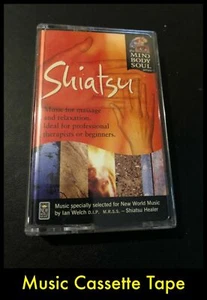 MIND
BODY
SOUL
Shiatsu
Music for massage
and relaxation.
Ideal for professional
therapists or beginners.
Music specially selected for New World Music
by Ian Welch D.I.P. M.R.S.S. – Shiatsu Healer
Music Cassette Tape